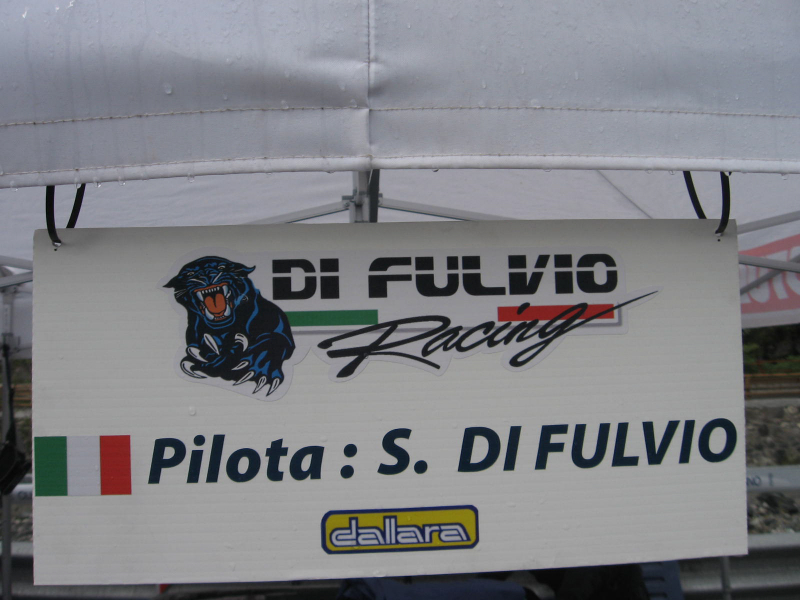 DI FULVIO
Racing
Pilota : S. DI FULVIO
dallara